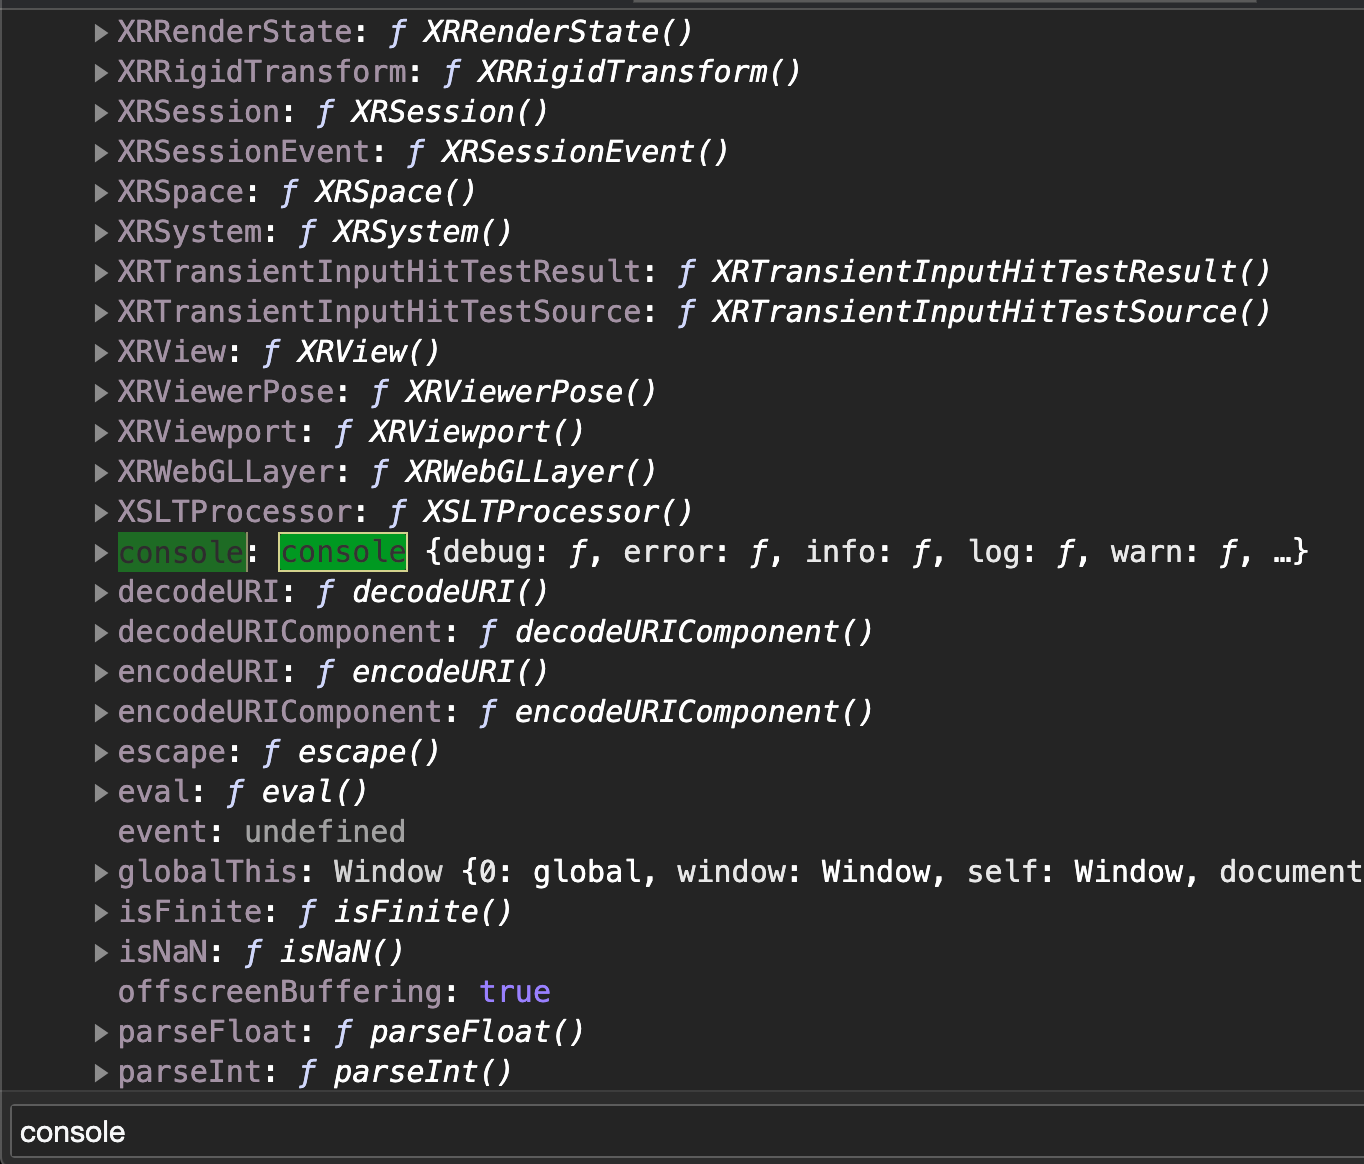 XRRenderState: ƒ XRRenderState()
XRRigidTransform: ƒ XRRigidTransform()
XRSession: ƒ XRSession()
XRSessionEvent: ƒ XRSessionEvent()
XRSpace: ƒ XRSpace()
XRSystem: ƒ XRSystem()
XRTransientInputHitTestResult: ƒ XRTransientInputHitTestResult()
XRTransientInputHitTestSource: ƒ XRTransientInputHitTestSource()
XRView: ƒ XRView()
XRViewerPose: ƒ XRViewerPose()
XRViewport: ƒ XRViewport()
XRWebGLLayer: ƒ XRWebGLLayer()
XSLTProcessor: ƒ XSLTProcessor()
console: console {debug: ƒ, error: ƒ, info: ƒ, log: ƒ, warn: ƒ, …}
decodeURI: ƒ decodeURI()
decodeURIComponent: ƒ decodeURIComponent()
encodeURI: ƒ encodeURI()
encodeURIComponent: ƒ encodeURIComponent()
escape: ƒ escape()
eval: ƒ eval()
event: undefined
globalThis: Window {0: global, window: Window, self: Window, document
isFinite: ƒ isFinite()
isNaN: ƒ isNaN()
offscreenBuffering: true
parseFloat: ƒ parseFloat()
parseInt: ƒ parseInt()
console